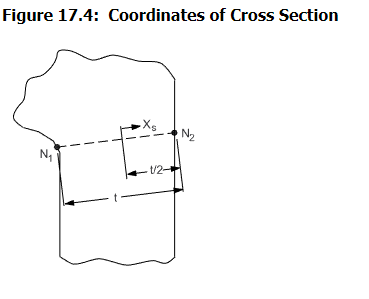 Figure 17.4:  Coordinates of Cross Section
Xs
N2
N1
t/2
t